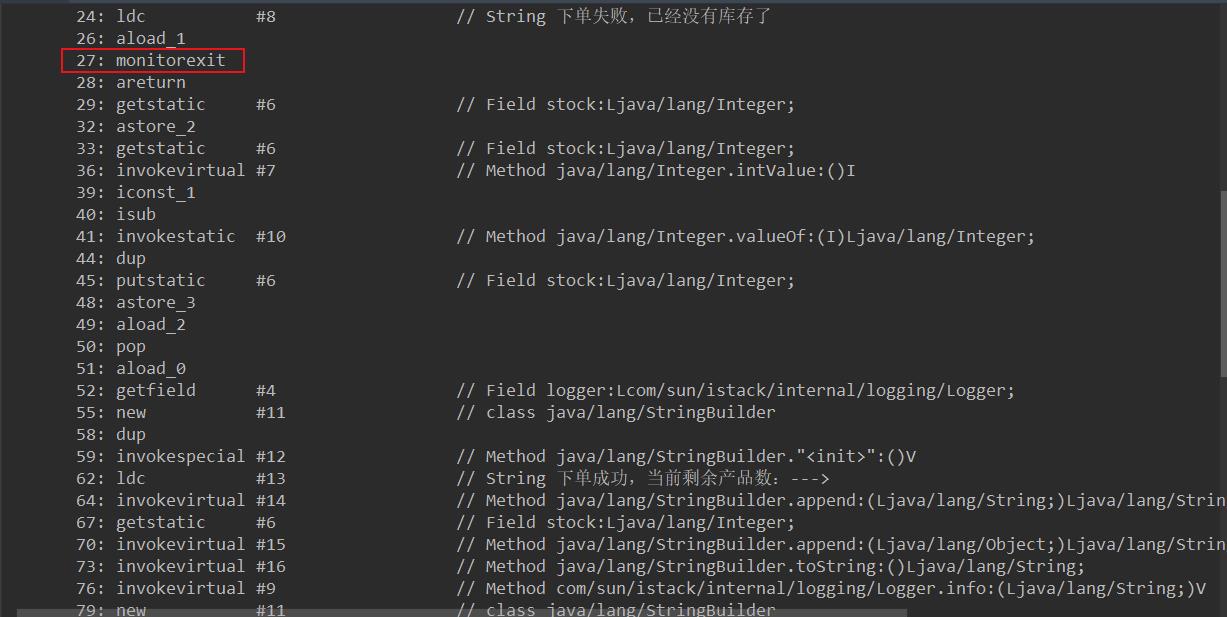 24: ldc #8 // String 下单失败，已经没有库存了
26: aload_1
27: monitorexit
28: areturn
29: getstatic #6 // Field stock:Ljava/lang/Integer;
32: astore_2
33: getstatic #6 // Field stock:Ljava/lang/Integer;
36: invokevirtual #7 // Method java/lang/Integer.intValue:()I
39: iconst_1
40: isub
41: invokestatic #10 // Method java/lang/Integer.valueOf:(I)Ljava/lang/Integer;
44: dup
45: putstatic #6 // Field stock:Ljava/lang/Integer;
48: astore_3
49: aload_2
50: pop
51: aload_0
52: getfield #4 // Field logger:Lcom/sun/istack/internal/logging/Logger;
55: new #11 // class java/lang/StringBuilder
58: dup
59: invokespecial #12 // Method java/lang/StringBuilder."<init>":()V
62: ldc #13 // String 下单成功，当前剩余产品数：--->
64: invokevirtual #14 // Method java/lang/StringBuilder.append:(Ljava/lang/String;)Ljava/lang/Strin
67: getstatic #6 // Field stock:Ljava/lang/Integer;
70: invokevirtual #15 // Method java/lang/StringBuilder.append:(Ljava/lang/Object;)Ljava/lang/Strin
73: invokevirtual #16 // Method java/lang/StringBuilder.toString:()Ljava/lang/String;
76: invokevirtual #9 // Method com/sun/istack/internal/logging/Logger.info:(Ljava/lang/String;)V
79: new #11 // class java/lang/StringBuilder